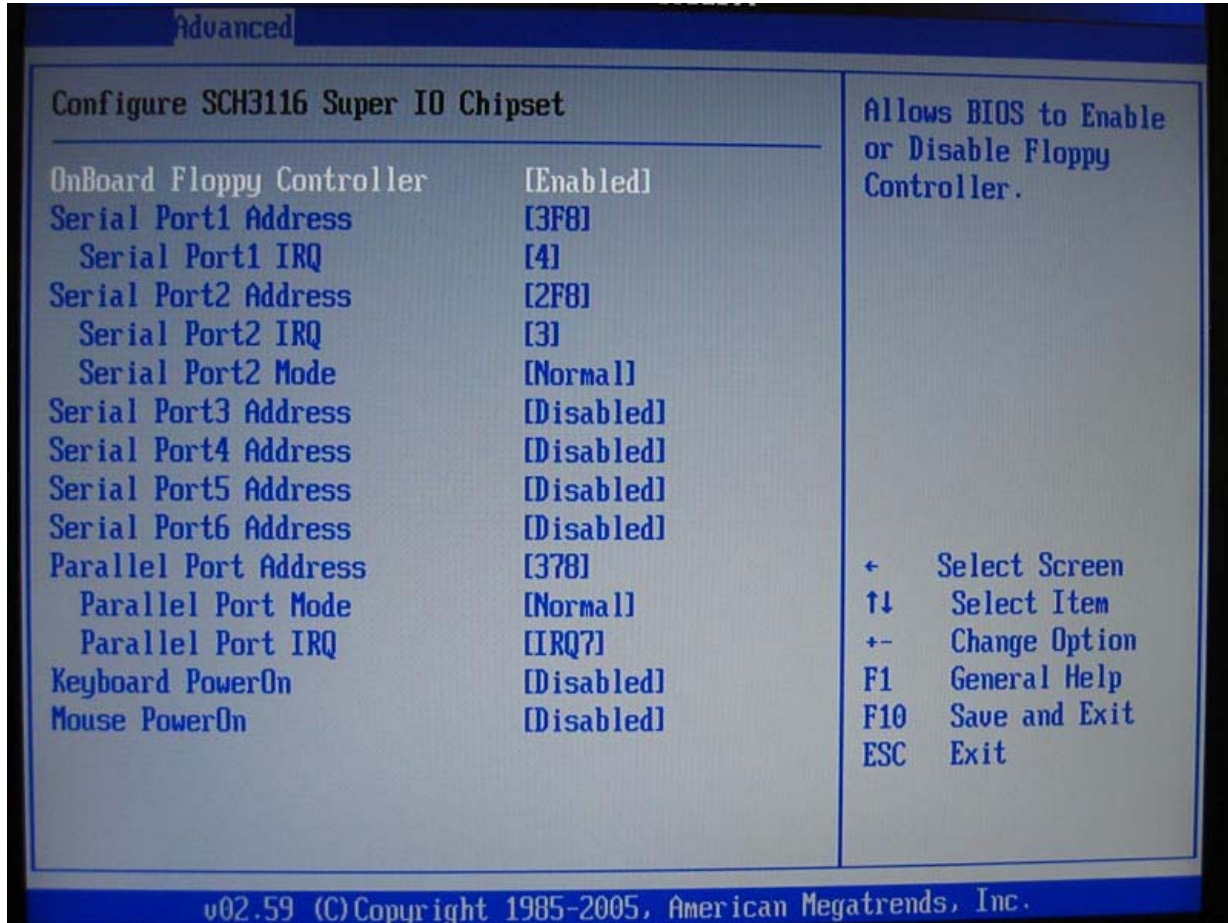 Advanced
Configure SCH3116 Super IO Chipset
OnBoard Floppy Controller [Enabled]
Serial Port1 Address [3F8]
Serial Port1 IRQ [4]
Serial Port2 Address [2F8]
Serial Port2 IRQ [3]
Serial Port2 Mode [Normal]
Serial Port3 Address [Disabled]
Serial Port4 Address [Disabled]
Serial Port5 Address [Disabled]
Serial Port6 Address [Disabled]
Parallel Port Address [378]
Parallel Port Mode [Normal]
Parallel Port IRQ [IRQ7]
Keyboard PowerOn [Disabled]
Mouse PowerOn [Disabled]
Allows BIOS to Enable
or Disable Floppy
Controller.
← Select Screen
↑↓ Select Item
+- Change Option
F1 General Help
F10 Save and Exit
ESC Exit
v02.59 (C)Copyright 1985-2005, American Megatrends, Inc.